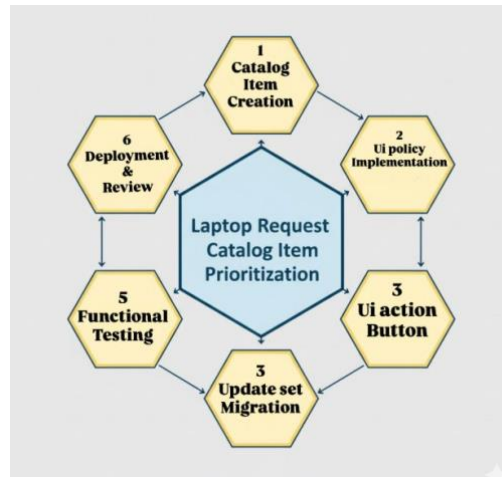 1
Catalog
Item
Creation
2
Ui policy
Implementation
3
Ui action
Button
3
Update set
Migration
5
Functional
Testing
6
Deployment
&
Review
Laptop Request
Catalog Item
Prioritization